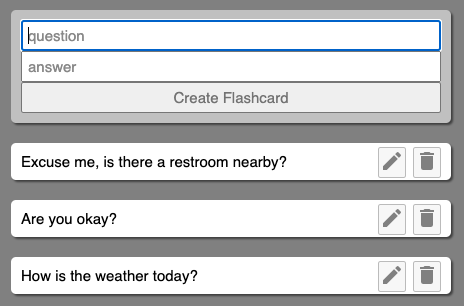 question
answer
Create Flashcard
Excuse me, is there a restroom nearby?
Are you okay?
How is the weather today?